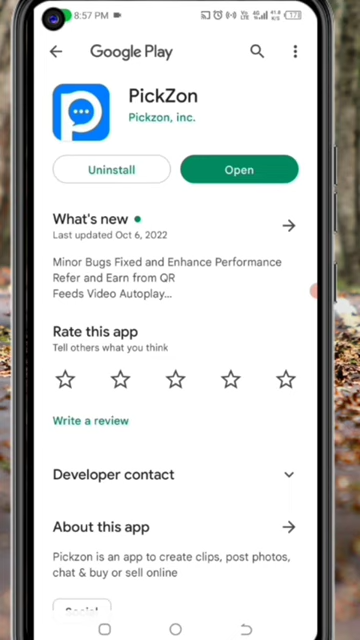 8:57 PM
Google Play
PickZon
Pickzon, inc.
Uninstall
Open
What's new
Last updated Oct 6, 2022
Minor Bugs Fixed and Enhance Performance
Refer and Earn from QR
Feeds Video Autoplay...
Rate this app
Tell others what you think
Write a review
Developer contact
About this app
Pickzon is an app to create clips, post photos,
chat & buy or sell online
Social